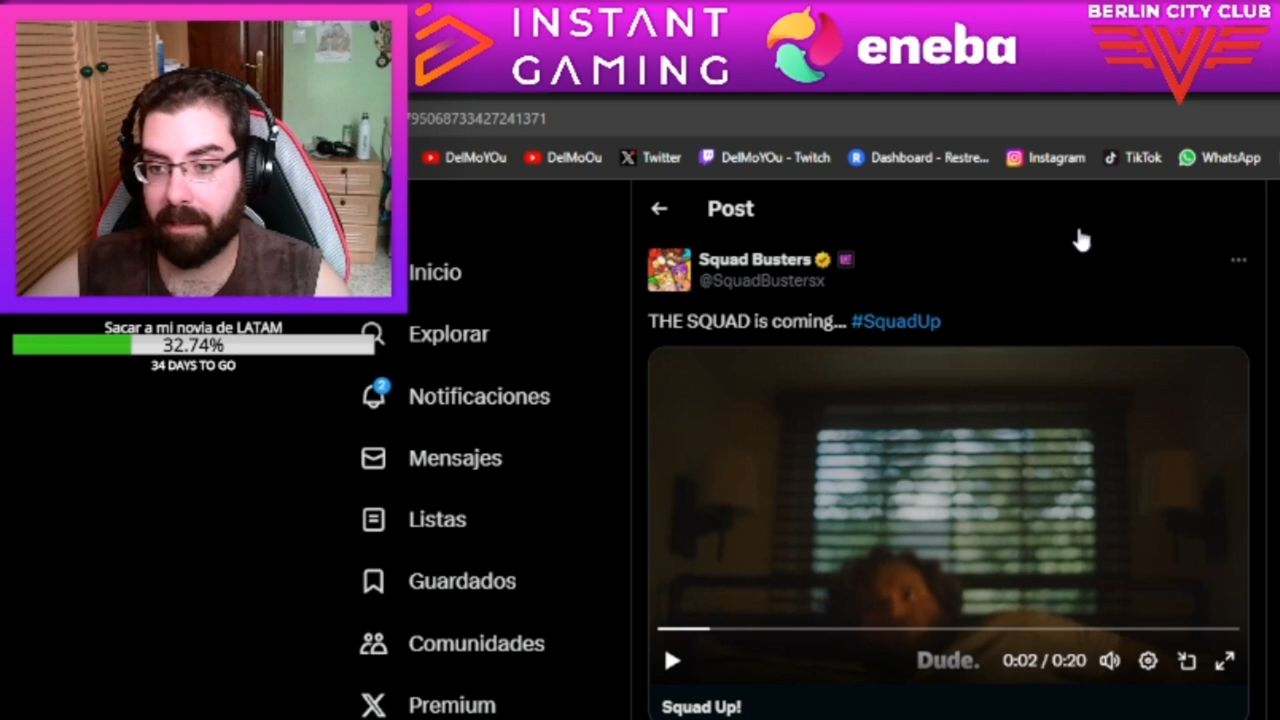 INSTANT
GAMING
eneba
BERLIN CITY CLUB
795068733427241371
DelMoYOu
DelMoOu
Twitter
DelMoYOu - Twitch
Dashboard - Restre...
Instagram
TikTok
WhatsApp
Post
Squad Busters
@SquadBustersx
THE SQUAD is coming... #SquadUp
Sacar a mi novia de LATAM
32.74%
34 DAYS TO GO
Inicio
Explorar
2
Notificaciones
Mensajes
Listas
Guardados
Comunidades
Premium
Dude.
0:02 / 0:20
Squad Up!